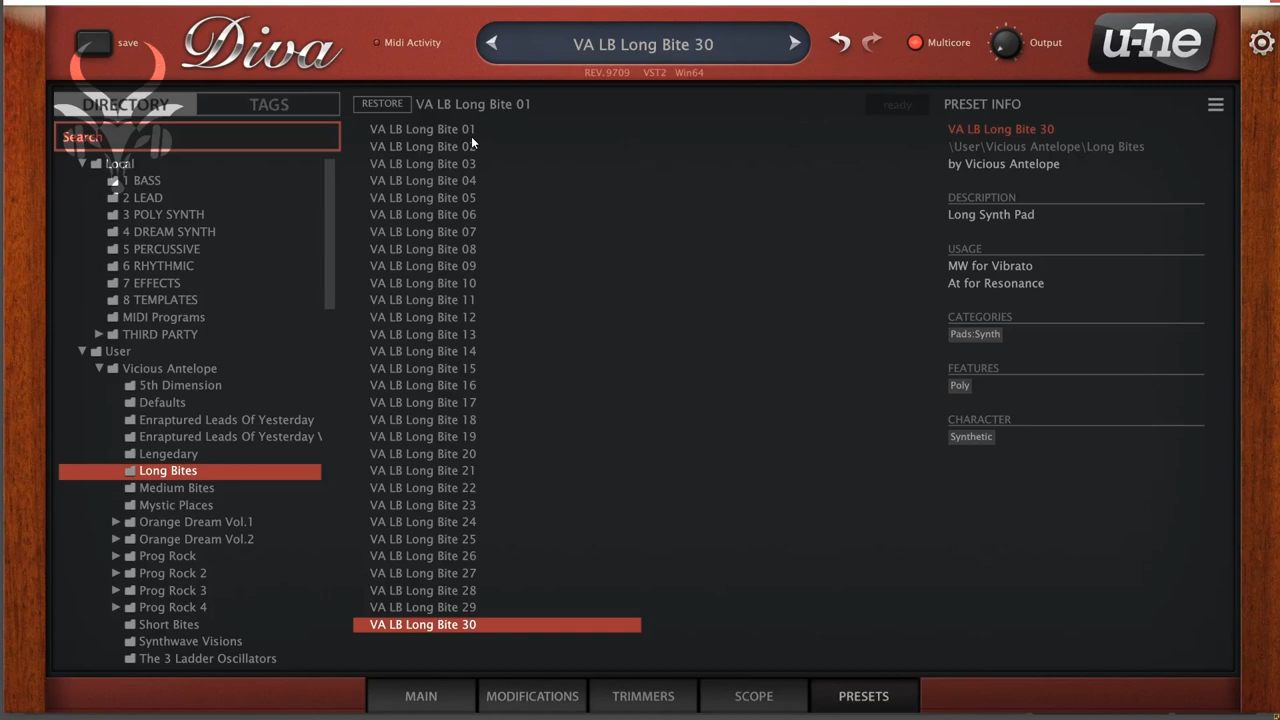 save
Diva
Midi Activity
VA LB Long Bite 30
Multicore
Output
u-he
REV.9709 VST2 Win64
DIRECTORY
TAGS
RESTORE
VA LB Long Bite 01
ready
PRESET INFO
Search
Local
1 BASS
2 LEAD
3 POLY SYNTH
4 DREAM SYNTH
5 PERCUSSIVE
6 RHYTHMIC
7 EFFECTS
8 TEMPLATES
MIDI Programs
THIRD PARTY
User
Vicious Antelope
5th Dimension
Defaults
Enraptured Leads Of Yesterday
Enraptured Leads Of Yesterday \
Lengedary
Long Bites
Medium Bites
Mystic Places
Orange Dream Vol.1
Orange Dream Vol.2
Prog Rock
Prog Rock 2
Prog Rock 3
Prog Rock 4
Short Bites
Synthwave Visions
The 3 Ladder Oscillators
VA LB Long Bite 01
VA LB Long Bite 02
VA LB Long Bite 03
VA LB Long Bite 04
VA LB Long Bite 05
VA LB Long Bite 06
VA LB Long Bite 07
VA LB Long Bite 08
VA LB Long Bite 09
VA LB Long Bite 10
VA LB Long Bite 11
VA LB Long Bite 12
VA LB Long Bite 13
VA LB Long Bite 14
VA LB Long Bite 15
VA LB Long Bite 16
VA LB Long Bite 17
VA LB Long Bite 18
VA LB Long Bite 19
VA LB Long Bite 20
VA LB Long Bite 21
VA LB Long Bite 22
VA LB Long Bite 23
VA LB Long Bite 24
VA LB Long Bite 25
VA LB Long Bite 26
VA LB Long Bite 27
VA LB Long Bite 28
VA LB Long Bite 29
VA LB Long Bite 30
VA LB Long Bite 30
\User\Vicious Antelope\Long Bites
by Vicious Antelope
DESCRIPTION
Long Synth Pad
USAGE
MW for Vibrato
At for Resonance
CATEGORIES
Pads:Synth
FEATURES
Poly
CHARACTER
Synthetic
MAIN
MODIFICATIONS
TRIMMERS
SCOPE
PRESETS